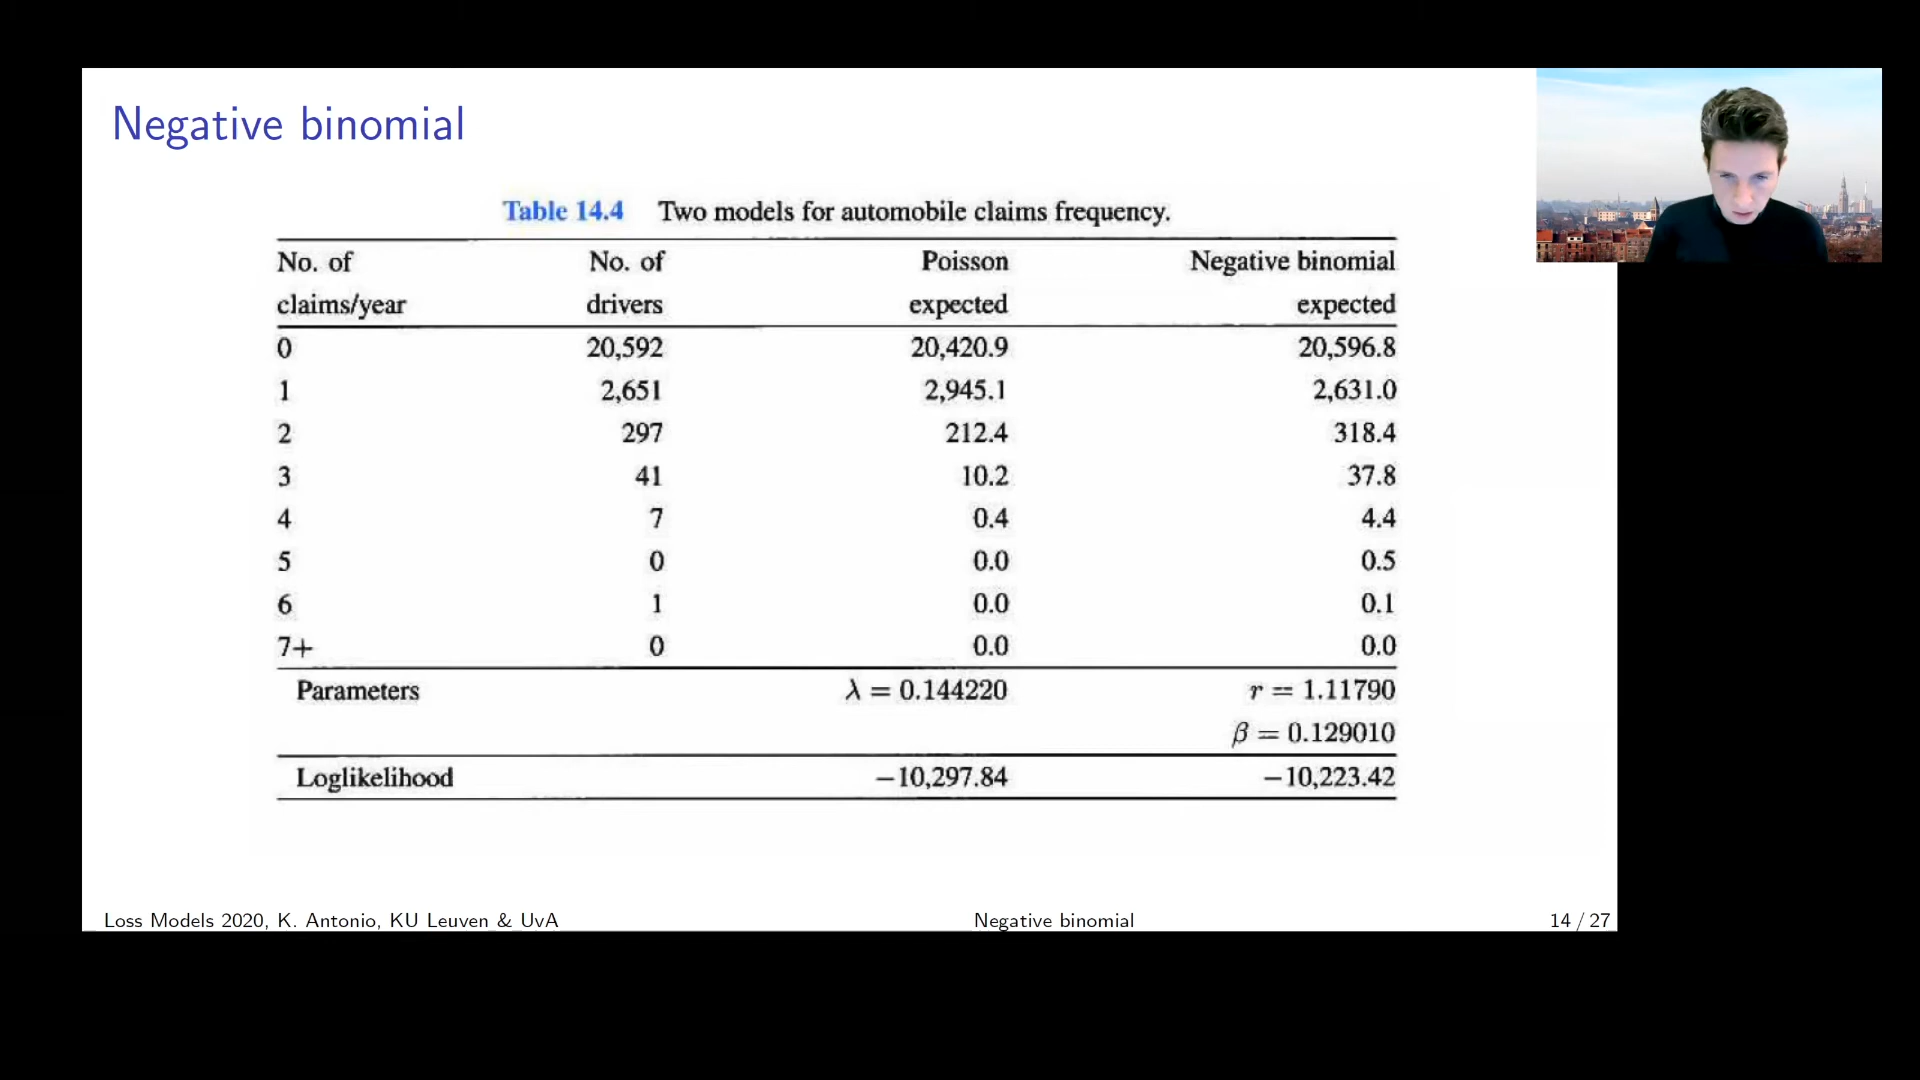 Negative binomial
Table 14.4 Two models for automobile claims frequency.
No. of No. of Poisson Negative binomial
claims/year drivers expected expected
0 20,592 20,420.9 20,596.8
1 2,651 2,945.1 2,631.0
2 297 212.4 318.4
3 41 10.2 37.8
4 7 0.4 4.4
5 0 0.0 0.5
6 1 0.0 0.1
7+ 0 0.0 0.0
Parameters λ = 0.144220 r = 1.11790
β = 0.129010
Loglikelihood −10,297.84 −10,223.42
Loss Models 2020, K. Antonio, KU Leuven & UvA Negative binomial 14 / 27